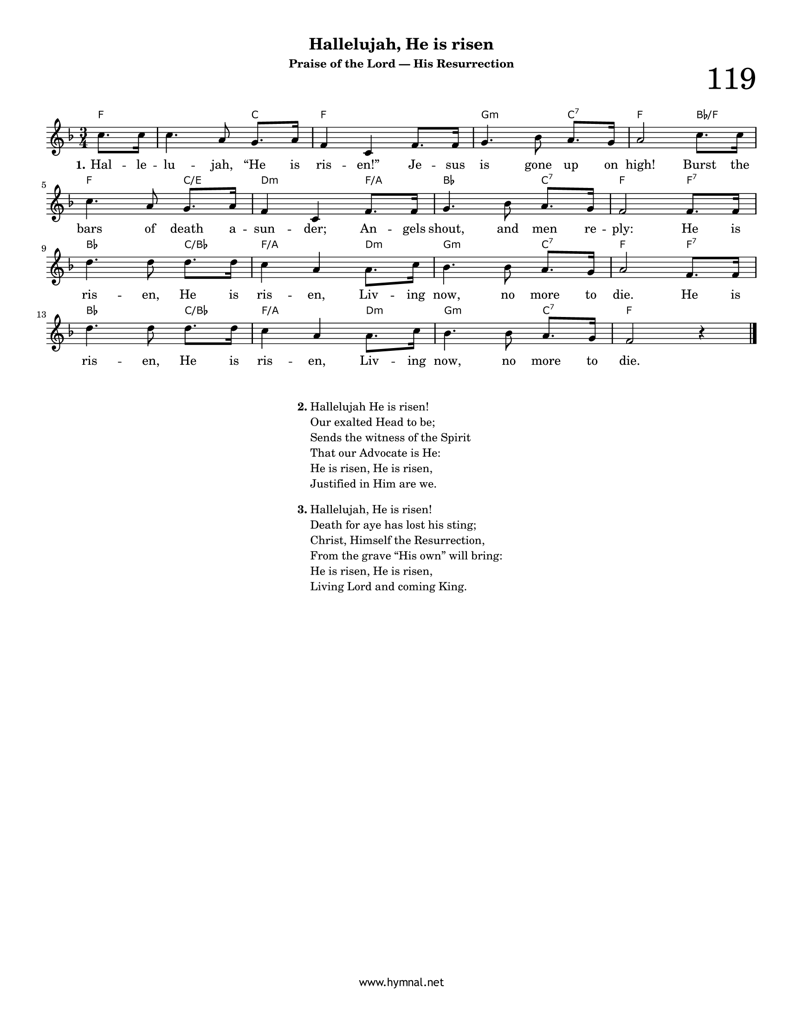 Hallelujah, He is risen
Praise of the Lord — His Resurrection
119
F C F Gm C7 F B♭/F
3/4
1. Hal - le - lu - jah, “He is ris - en!” Je - sus is gone up on high! Burst the
5 F C/E Dm F/A B♭ C7 F F7
bars of death a - sun - der; An - gels shout, and men re - ply: He is
9 B♭ C/B♭ F/A Dm Gm C7 F F7
ris - en, He is ris - en, Liv - ing now, no more to die. He is
13 B♭ C/B♭ F/A Dm Gm C7 F
ris - en, He is ris - en, Liv - ing now, no more to die.
2. Hallelujah He is risen!
Our exalted Head to be;
Sends the witness of the Spirit
That our Advocate is He:
He is risen, He is risen,
Justified in Him are we.
3. Hallelujah, He is risen!
Death for aye has lost his sting;
Christ, Himself the Resurrection,
From the grave “His own” will bring:
He is risen, He is risen,
Living Lord and coming King.
www.hymnal.net